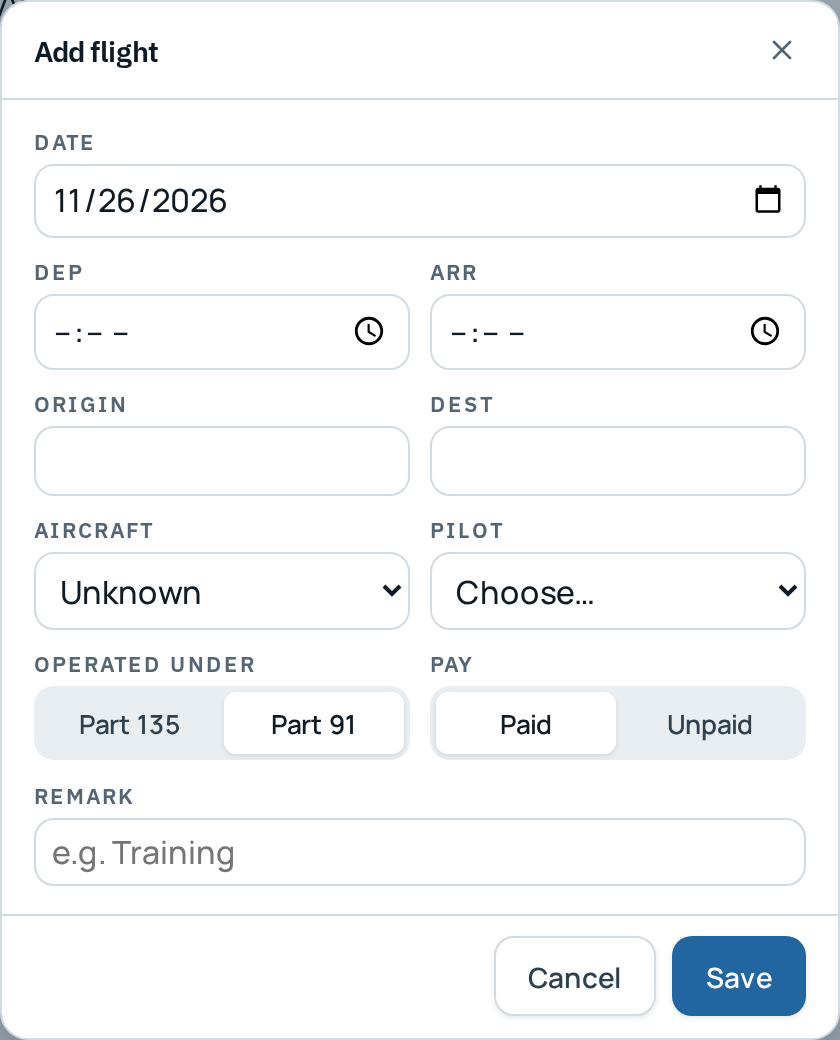 Add flight
DATE
11/26/2026
DEP ARR
–:– – –:– –
ORIGIN DEST
AIRCRAFT PILOT
Unknown Choose...
OPERATED UNDER PAY
Part 135 Part 91 Paid Unpaid
REMARK
e.g. Training
Cancel Save